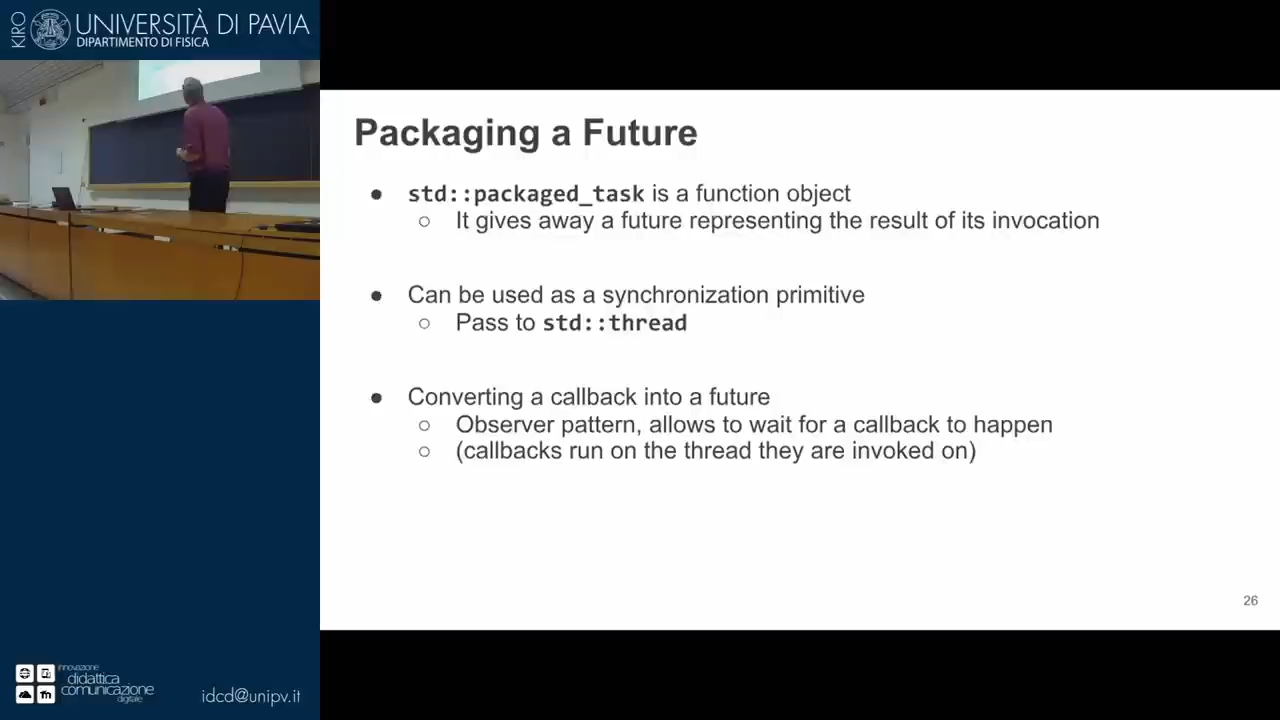 KIRO
UNIVERSITÀ DI PAVIA
DIPARTIMENTO DI FISICA
Packaging a Future
● std::packaged_task is a function object
○ It gives away a future representing the result of its invocation
● Can be used as a synchronization primitive
○ Pass to std::thread
● Converting a callback into a future
○ Observer pattern, allows to wait for a callback to happen
○ (callbacks run on the thread they are invoked on)
26
innovazione
didattica
comunicazione
digitale
idcd@unipv.it